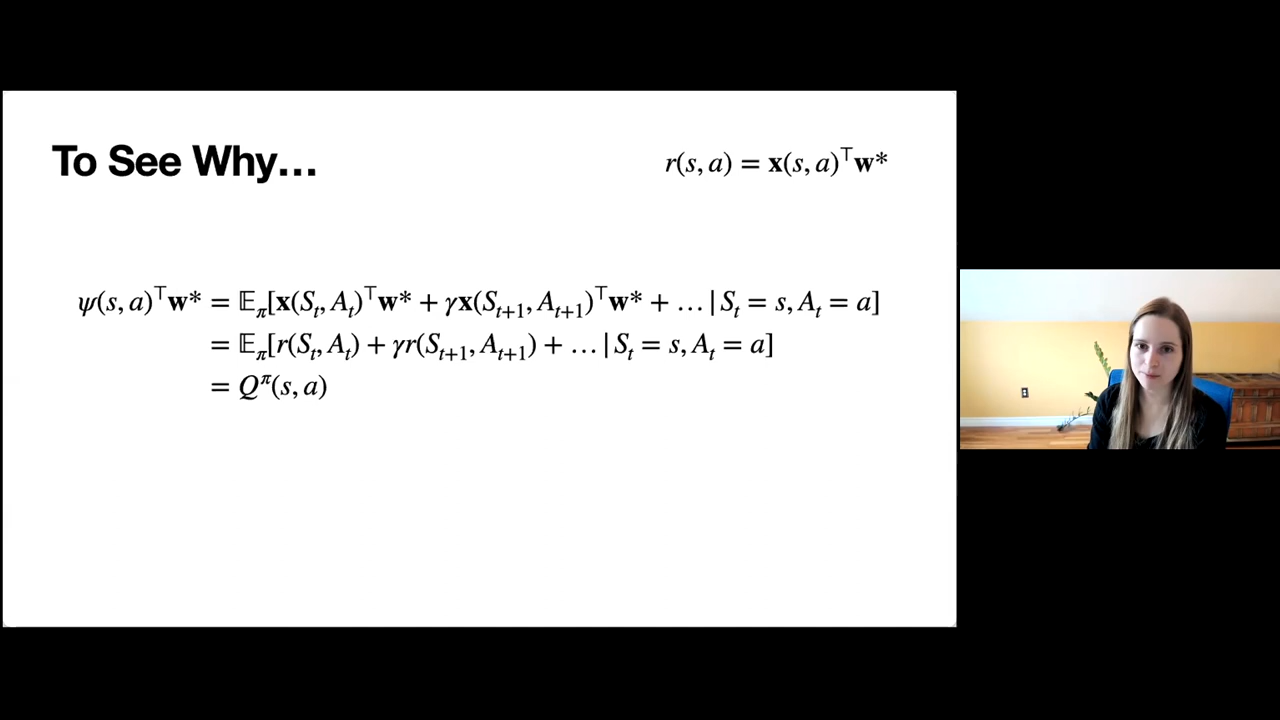 To See Why…
r(s, a) = x(s, a)⊤w*
ψ(s, a)⊤w* = 𝔼π[x(Sₜ, Aₜ)⊤w* + γx(Sₜ₊₁, Aₜ₊₁)⊤w* + … | Sₜ = s, Aₜ = a]
= 𝔼π[r(Sₜ, Aₜ) + γr(Sₜ₊₁, Aₜ₊₁) + … | Sₜ = s, Aₜ = a]
= Qπ(s, a)